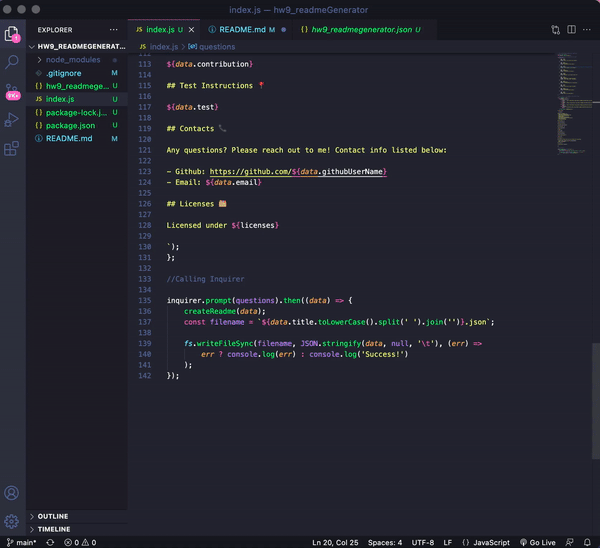 index.js — hw9_readmeGenerator
EXPLORER
JS index.js U
README.md M
{} hw9_readmegenerator.json U
HW9_READMEGENERAT...
JS index.js > questions
node_modules
.gitignore M
{} hw9_readmege... U
JS index.js U
{} package-lock.j... U
{} package.json U
README.md M
1
9K+
113 ${data.contribution}
114
115 ## Test Instructions 📍
116
117 ${data.test}
118
119 ## Contacts 📞
120
121 Any questions? Please reach out to me! Contact info listed below:
122
123 - Github: https://github.com/${data.githubUserName}
124 - Email: ${data.email}
125
126 ## Licenses
127
128 Licensed under ${licenses}
129
130 `);
131 };
132
133 //Calling Inquirer
134
135 inquirer.prompt(questions).then((data) => {
136 createReadme(data);
137 const filename = `${data.title.toLowerCase().split(' ').join('')}.json`;
138
139 fs.writeFileSync(filename, JSON.stringify(data, null, '\t'), (err) =>
140 err ? console.log(err) : console.log('Success!')
141 );
142 });
OUTLINE
TIMELINE
main* 0 0 Ln 20, Col 25 Spaces: 4 UTF-8 LF {} JavaScript Go Live